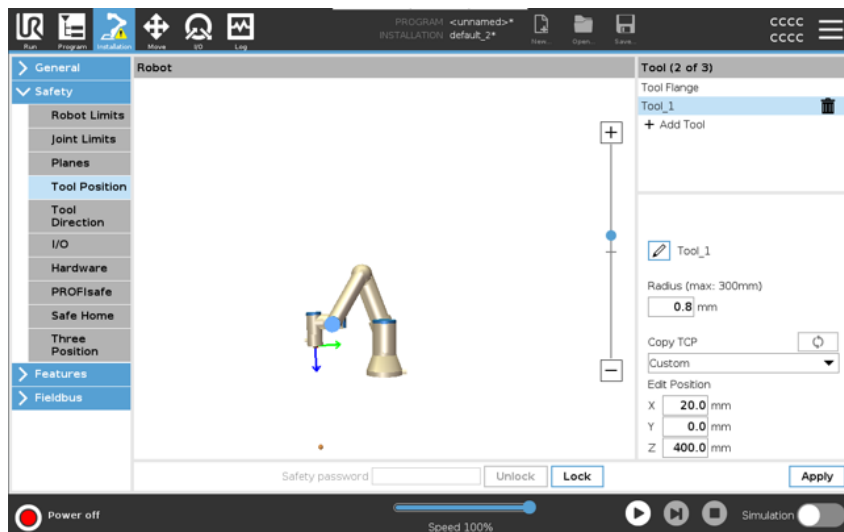 PROGRAM <unnamed>*
INSTALLATION default_2*
UR
Run
Program
Installation
Move
I/O
Log
New...
Open...
Save...
CCCC
CCCC
General
Safety
Robot Limits
Joint Limits
Planes
Tool Position
Tool
Direction
I/O
Hardware
PROFIsafe
Safe Home
Three
Position
Features
Fieldbus
Robot
Tool (2 of 3)
Tool Flange
Tool_1
+ Add Tool
Tool_1
Radius (max: 300mm)
0.8 mm
Copy TCP
Custom
Edit Position
X 20.0 mm
Y 0.0 mm
Z 400.0 mm
Safety password
Unlock
Lock
Apply
Power off
Speed 100%
Simulation